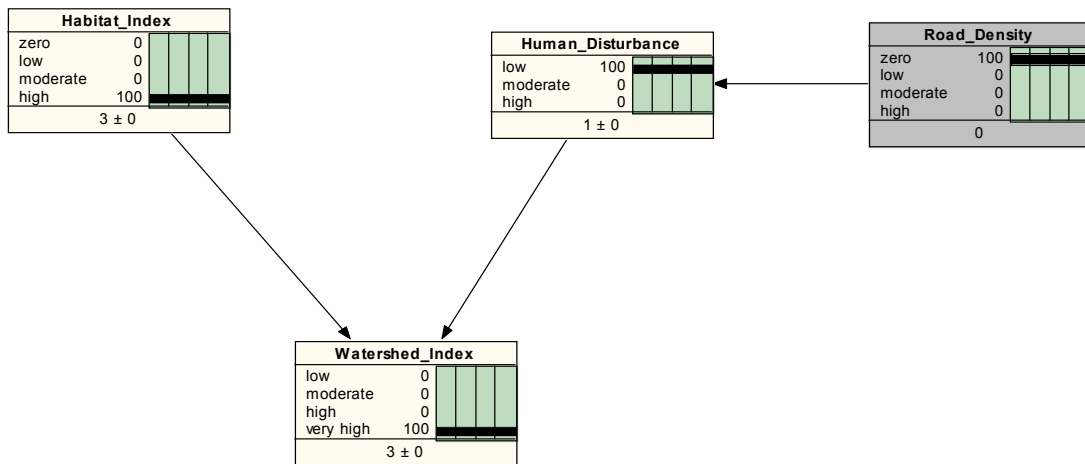 Habitat_Index
zero 0
low 0
moderate 0
high 100
3 ± 0
Human_Disturbance
low 100
moderate 0
high 0
1 ± 0
Road_Density
zero 100
low 0
moderate 0
high 0
0
Watershed_Index
low 0
moderate 0
high 0
very high 100
3 ± 0